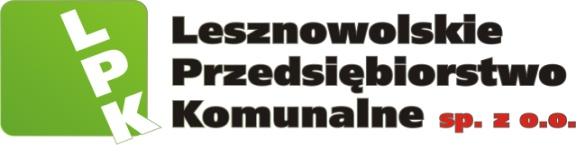 LPK
Lesznowolskie
Przedsiębiorstwo
Komunalne sp. z o.o.